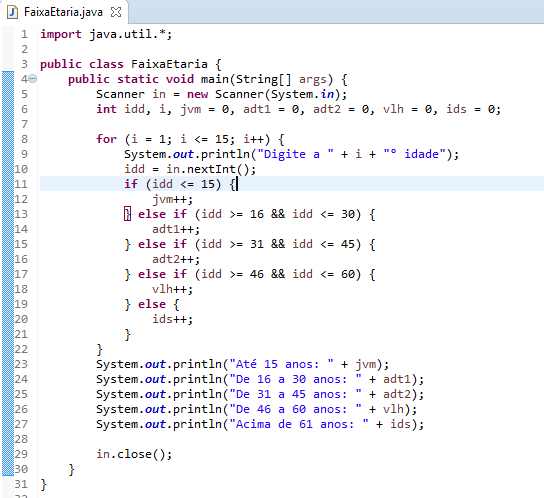 FaixaEtaria.java
1 import java.util.*;
2
3 public class FaixaEtaria {
4 public static void main(String[] args) {
5 Scanner in = new Scanner(System.in);
6 int idd, i, jvm = 0, adt1 = 0, adt2 = 0, vlh = 0, ids = 0;
7
8 for (i = 1; i <= 15; i++) {
9 System.out.println("Digite a " + i + "º idade");
10 idd = in.nextInt();
11 if (idd <= 15) {
12 jvm++;
13 } else if (idd >= 16 && idd <= 30) {
14 adt1++;
15 } else if (idd >= 31 && idd <= 45) {
16 adt2++;
17 } else if (idd >= 46 && idd <= 60) {
18 vlh++;
19 } else {
20 ids++;
21 }
22 }
23 System.out.println("Até 15 anos: " + jvm);
24 System.out.println("De 16 a 30 anos: " + adt1);
25 System.out.println("De 31 a 45 anos: " + adt2);
26 System.out.println("De 46 a 60 anos: " + vlh);
27 System.out.println("Acima de 61 anos: " + ids);
28
29 in.close();
30 }
31 }